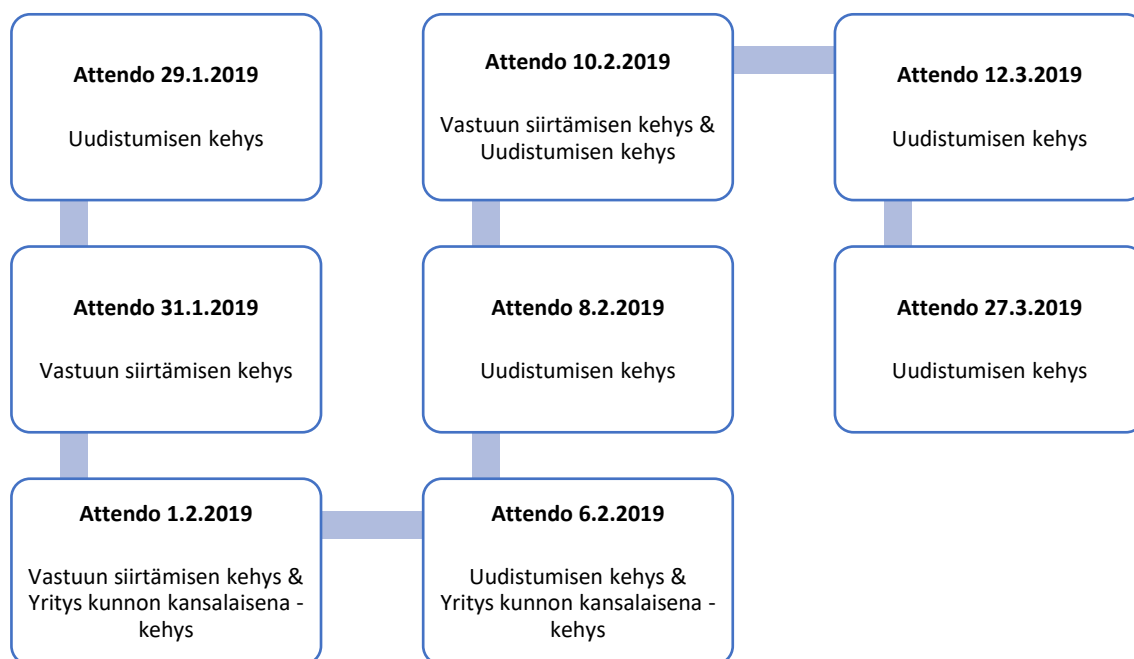 Attendo 29.1.2019
Uudistumisen kehys
Attendo 31.1.2019
Vastuun siirtämisen kehys
Attendo 1.2.2019
Vastuun siirtämisen kehys &
Yritys kunnon kansalaisena -
kehys
Attendo 6.2.2019
Uudistumisen kehys &
Yritys kunnon kansalaisena -
kehys
Attendo 8.2.2019
Uudistumisen kehys
Attendo 10.2.2019
Vastuun siirtämisen kehys &
Uudistumisen kehys
Attendo 12.3.2019
Uudistumisen kehys
Attendo 27.3.2019
Uudistumisen kehys